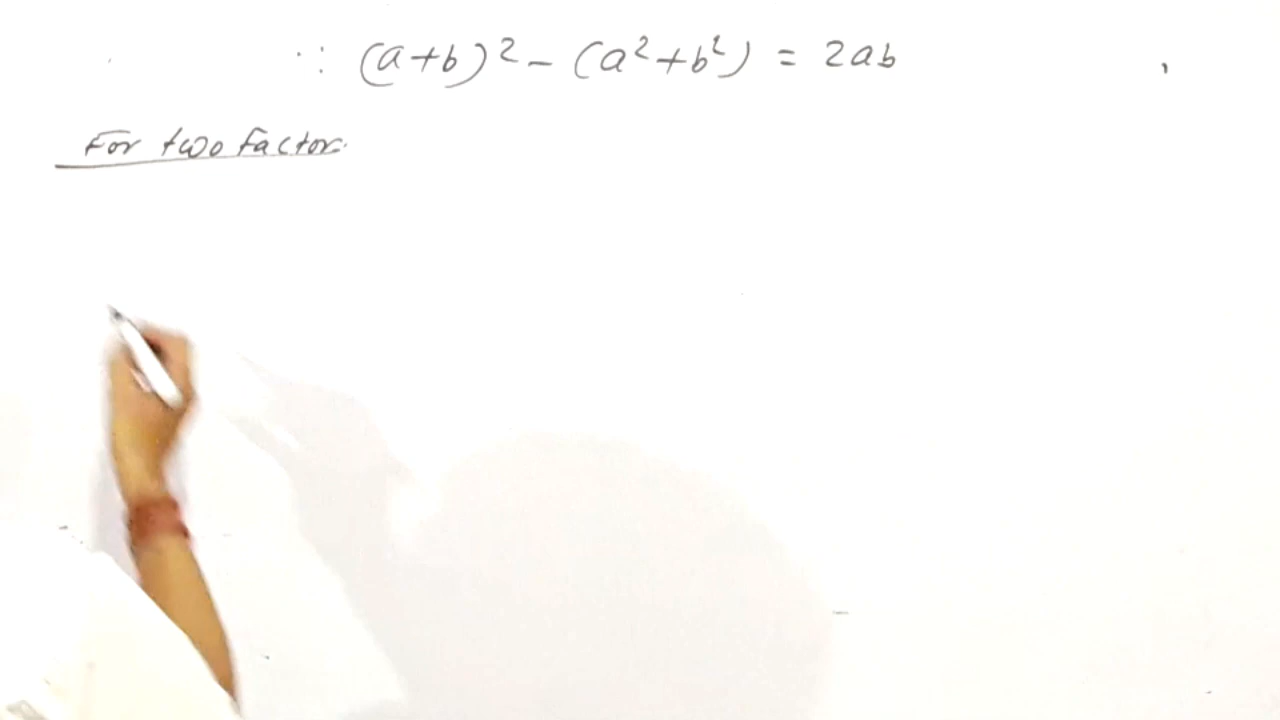 ∵ (a+b)² - (a²+b²) = 2ab
For two factor.